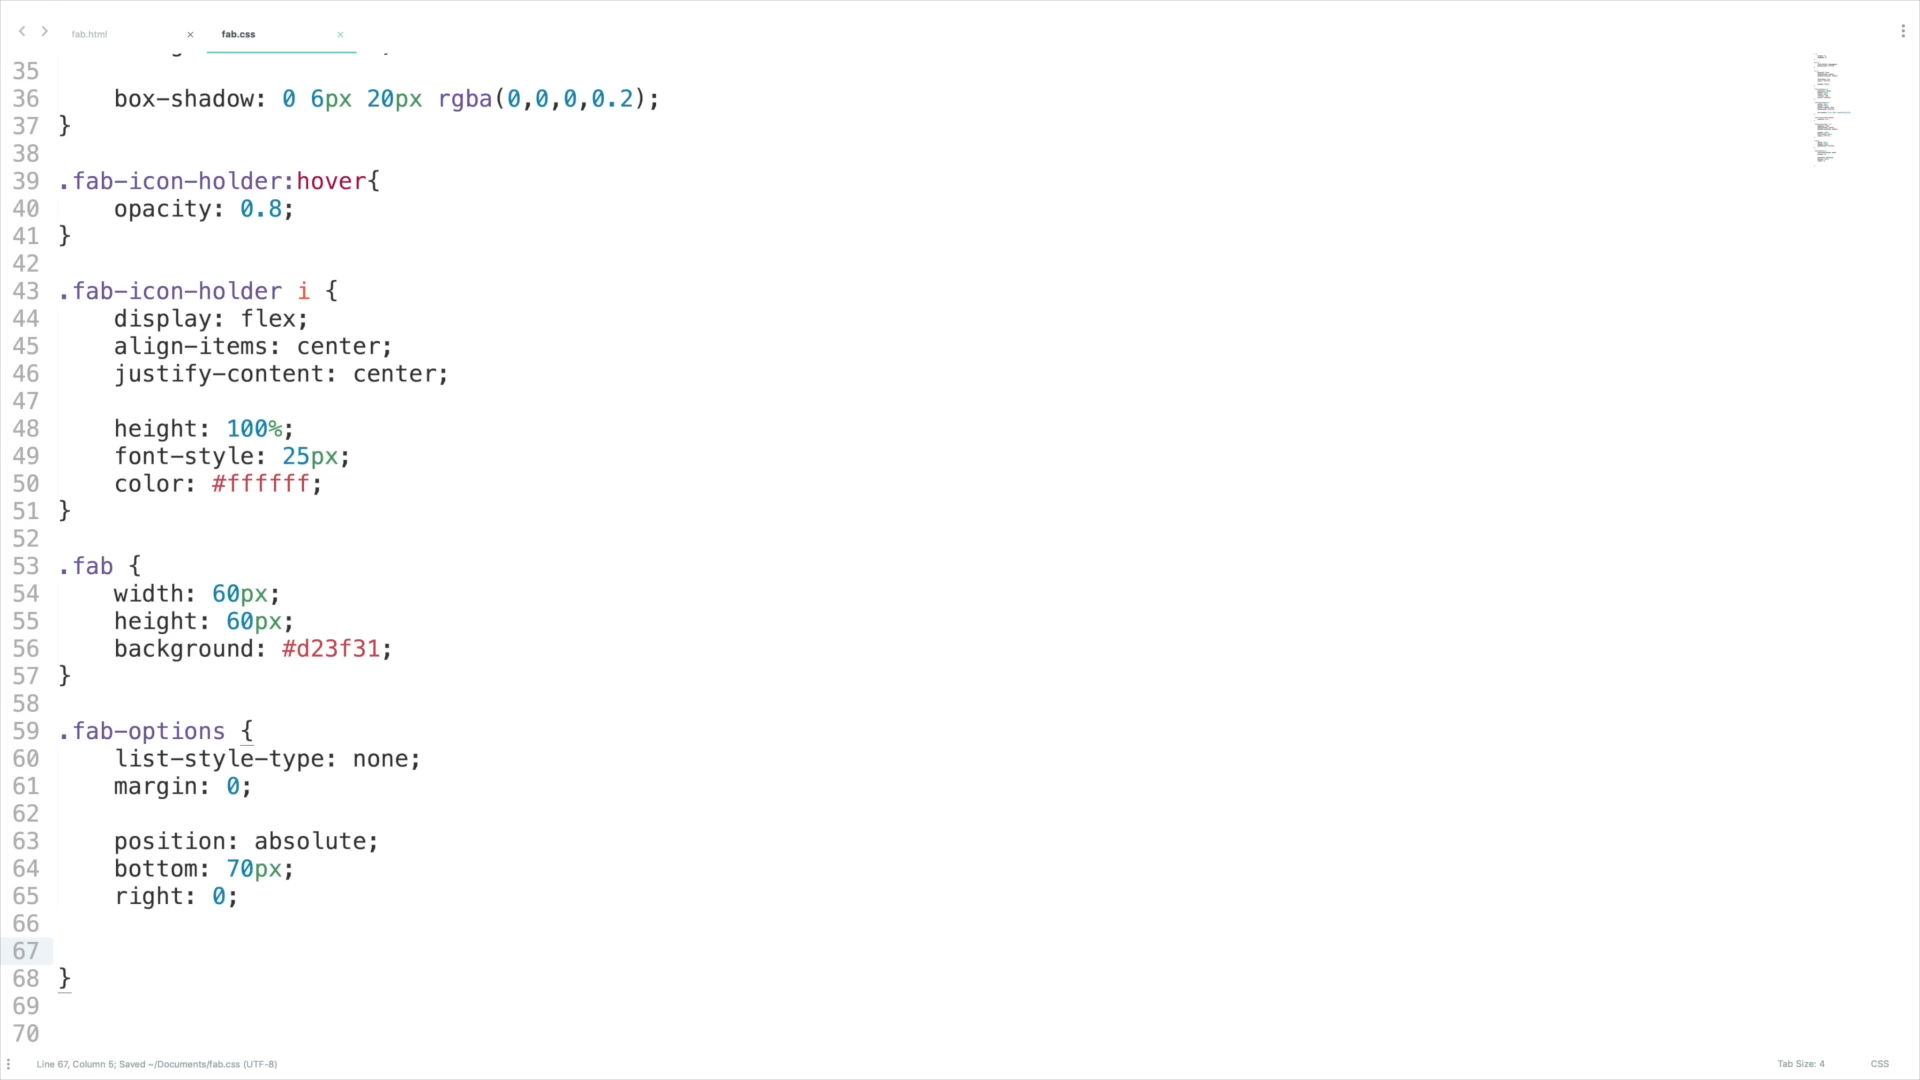 fab.html × fab.css ×
35
36 box-shadow: 0 6px 20px rgba(0,0,0,0.2);
37 }
38
39 .fab-icon-holder:hover{
40 opacity: 0.8;
41 }
42
43 .fab-icon-holder i {
44 display: flex;
45 align-items: center;
46 justify-content: center;
47
48 height: 100%;
49 font-style: 25px;
50 color: #ffffff;
51 }
52
53 .fab {
54 width: 60px;
55 height: 60px;
56 background: #d23f31;
57 }
58
59 .fab-options {
60 list-style-type: none;
61 margin: 0;
62
63 position: absolute;
64 bottom: 70px;
65 right: 0;
66
67
68 }
69
70
Line 67, Column 5; Saved ~/Documents/fab.css (UTF-8) Tab Size: 4 CSS